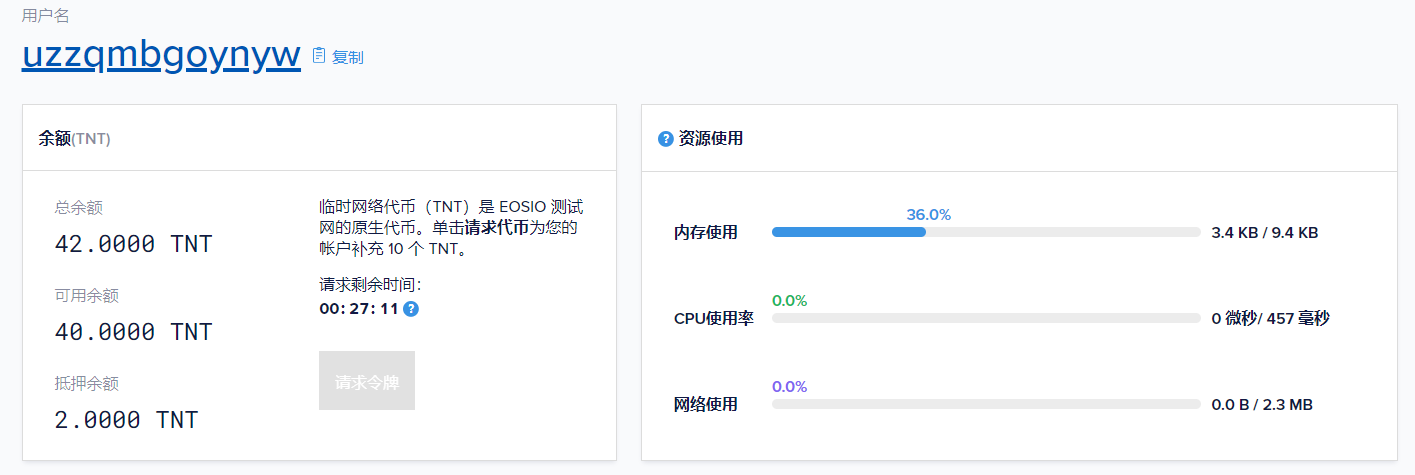 用户名
uzzqmbgoynyw 复制
余额(TNT)
总余额
42.0000 TNT
可用余额
40.0000 TNT
抵押余额
2.0000 TNT
临时网络代币（TNT）是 EOSIO 测试
网的原生代币。单击请求代币为您的
帐户补充 10 个 TNT。
请求剩余时间：
00:27:11 ?
请求令牌
? 资源使用
36.0%
内存使用 3.4 KB / 9.4 KB
0.0%
CPU使用率 0 微秒/ 457 毫秒
0.0%
网络使用 0.0 B / 2.3 MB